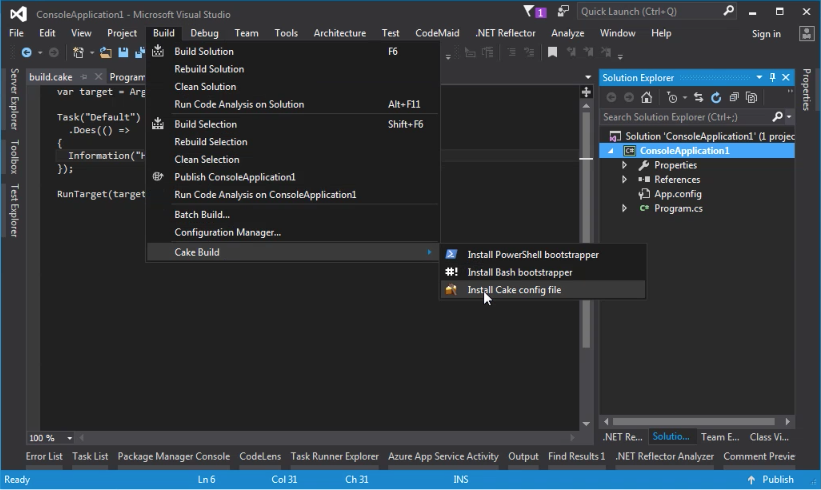 ConsoleApplication1 - Microsoft Visual Studio
1
Quick Launch (Ctrl+Q)
File Edit View Project Build Debug Team Tools Architecture Test CodeMaid .NET Reflector Analyze Window Help Sign in
Server Explorer
Toolbox
Test Explorer
build.cake Program
var target = Arg
Task("Default")
.Does(() =>
{
Information("H
});
RunTarget(target
Build Solution F6
Rebuild Solution
Clean Solution
Run Code Analysis on Solution Alt+F11
Build Selection Shift+F6
Rebuild Selection
Clean Selection
Publish ConsoleApplication1
Run Code Analysis on ConsoleApplication1
Batch Build...
Configuration Manager...
Cake Build
Install PowerShell bootstrapper
#! Install Bash bootstrapper
Install Cake config file
Solution Explorer
Search Solution Explorer (Ctrl+;)
Solution 'ConsoleApplication1' (1 projec
C# ConsoleApplication1
Properties
References
App.config
C# Program.cs
Properties
100 %
.NET Re... Solutio... Team E... Class Vi...
Error List Task List Package Manager Console CodeLens Task Runner Explorer Azure App Service Activity Output Find Results 1 .NET Reflector Analyzer Comment Previe
Ready Ln 6 Col 31 Ch 31 INS Publish